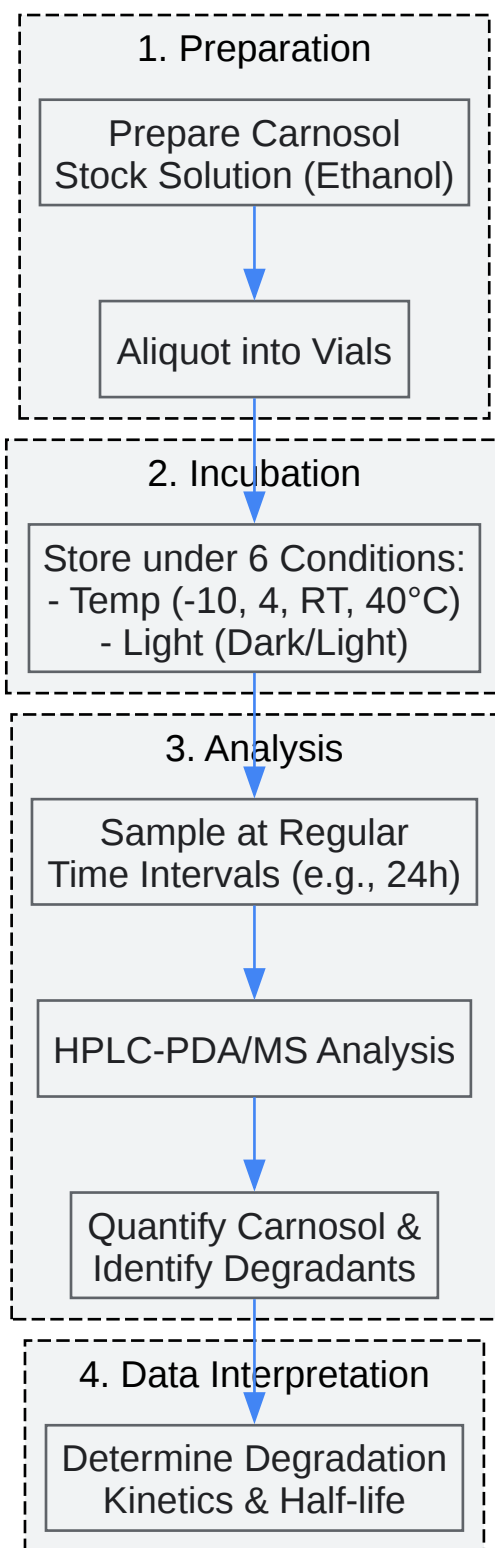 1. Preparation
Prepare Carnosol
Stock Solution (Ethanol)
Aliquot into Vials
2. Incubation
Store under 6 Conditions:
- Temp (-10, 4, RT, 40°C)
- Light (Dark/Light)
3. Analysis
Sample at Regular
Time Intervals (e.g., 24h)
HPLC-PDA/MS Analysis
Quantify Carnosol &
Identify Degradants
4. Data Interpretation
Determine Degradation
Kinetics & Half-life